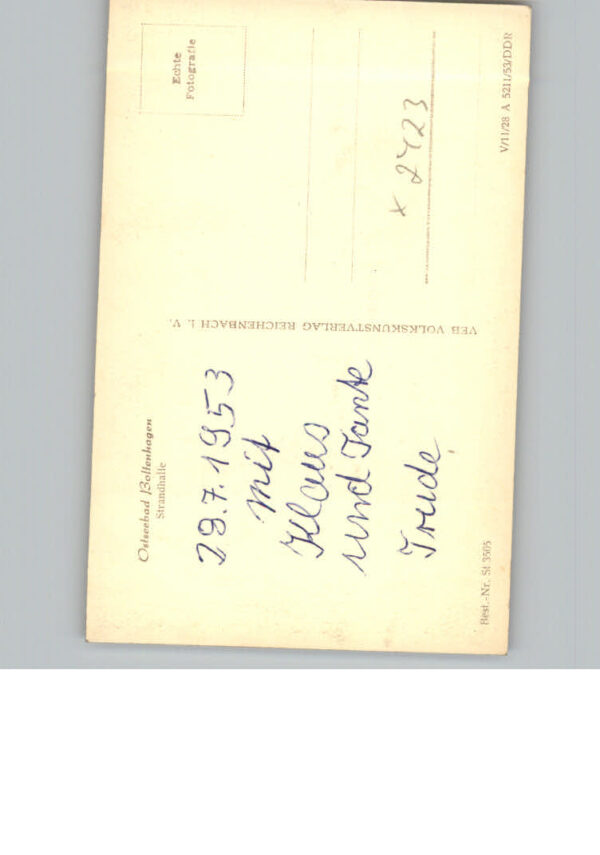 Ostseebad Boltenhagen
Strandhalle
29.7.1953
mit
Klaus
und Tante
Trude
Best.-Nr. St 3505
VEB VOLKSKUNSTVERLAG REICHENBACH I. V.
Echte
Fotografie
x 2423
V/11/28 A 5211/53/DDR